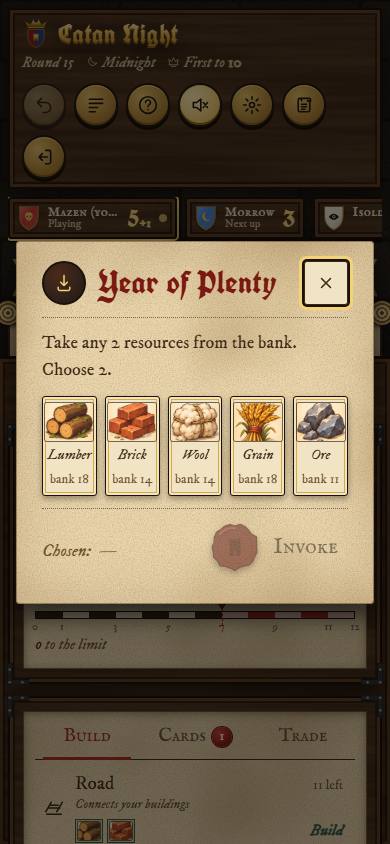 Catan Night
Round 15 Midnight First to 10
Mazen (yo... 5+1
Playing
Morrow 3
Next up
Isol
Year of Plenty
Take any 2 resources from the bank.
Choose 2.
Lumber Brick Wool Grain Ore
bank 18 bank 14 bank 14 bank 18 bank 11
Chosen: — Invoke
0 1 3 5 7 9 11 12
0 to the limit
Build Cards 1 Trade
Road 11 left
Connects your buildings
Build